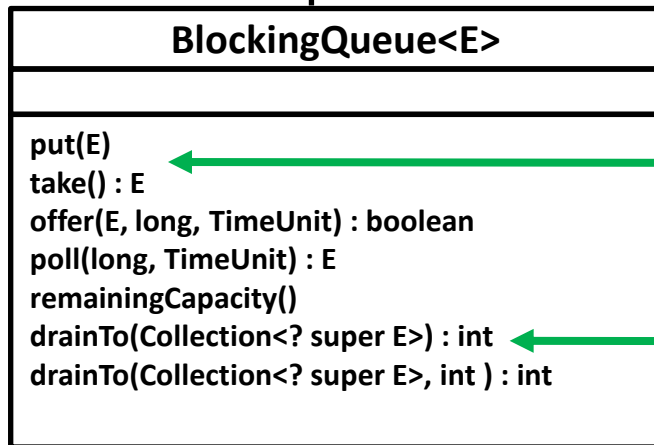 BlockingQueue<E>
put(E)
take() : E
offer(E, long, TimeUnit) : boolean
poll(long, TimeUnit) : E
remainingCapacity()
drainTo(Collection<? super E>) : int
drainTo(Collection<? super E>, int ) : int